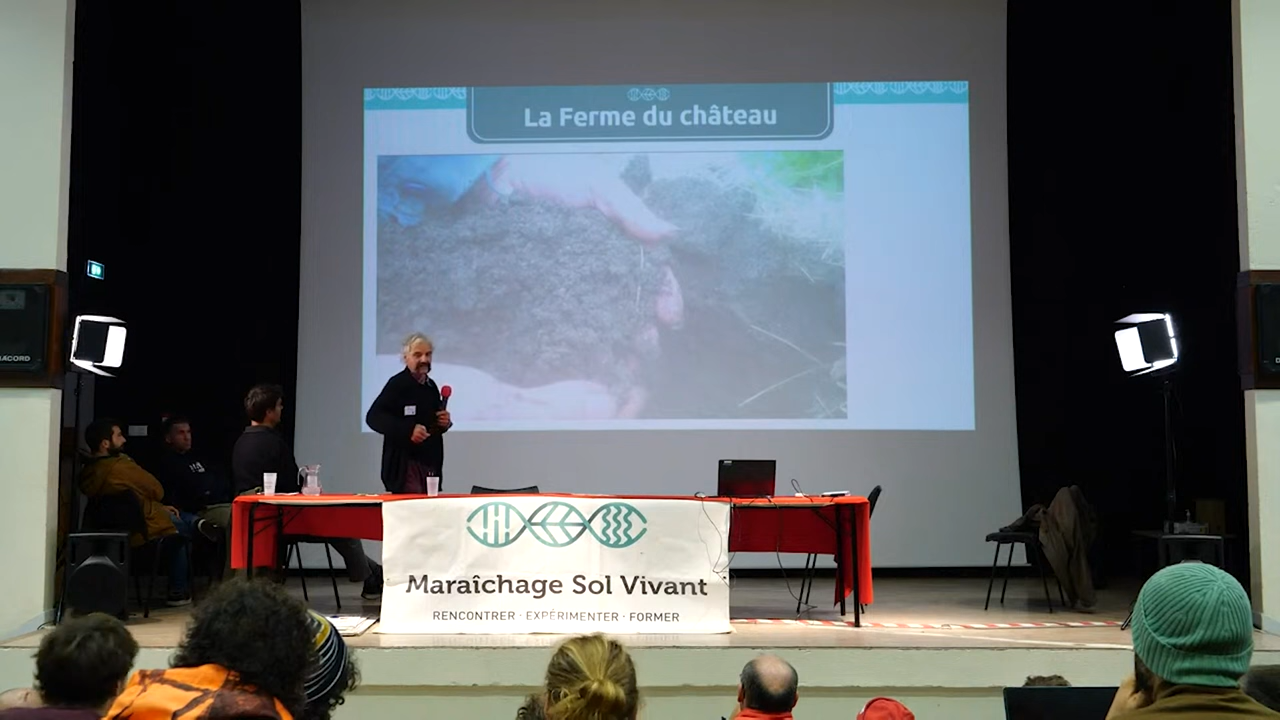 La Ferme du château
Maraîchage Sol Vivant
RENCONTRER · EXPÉRIMENTER · FORMER